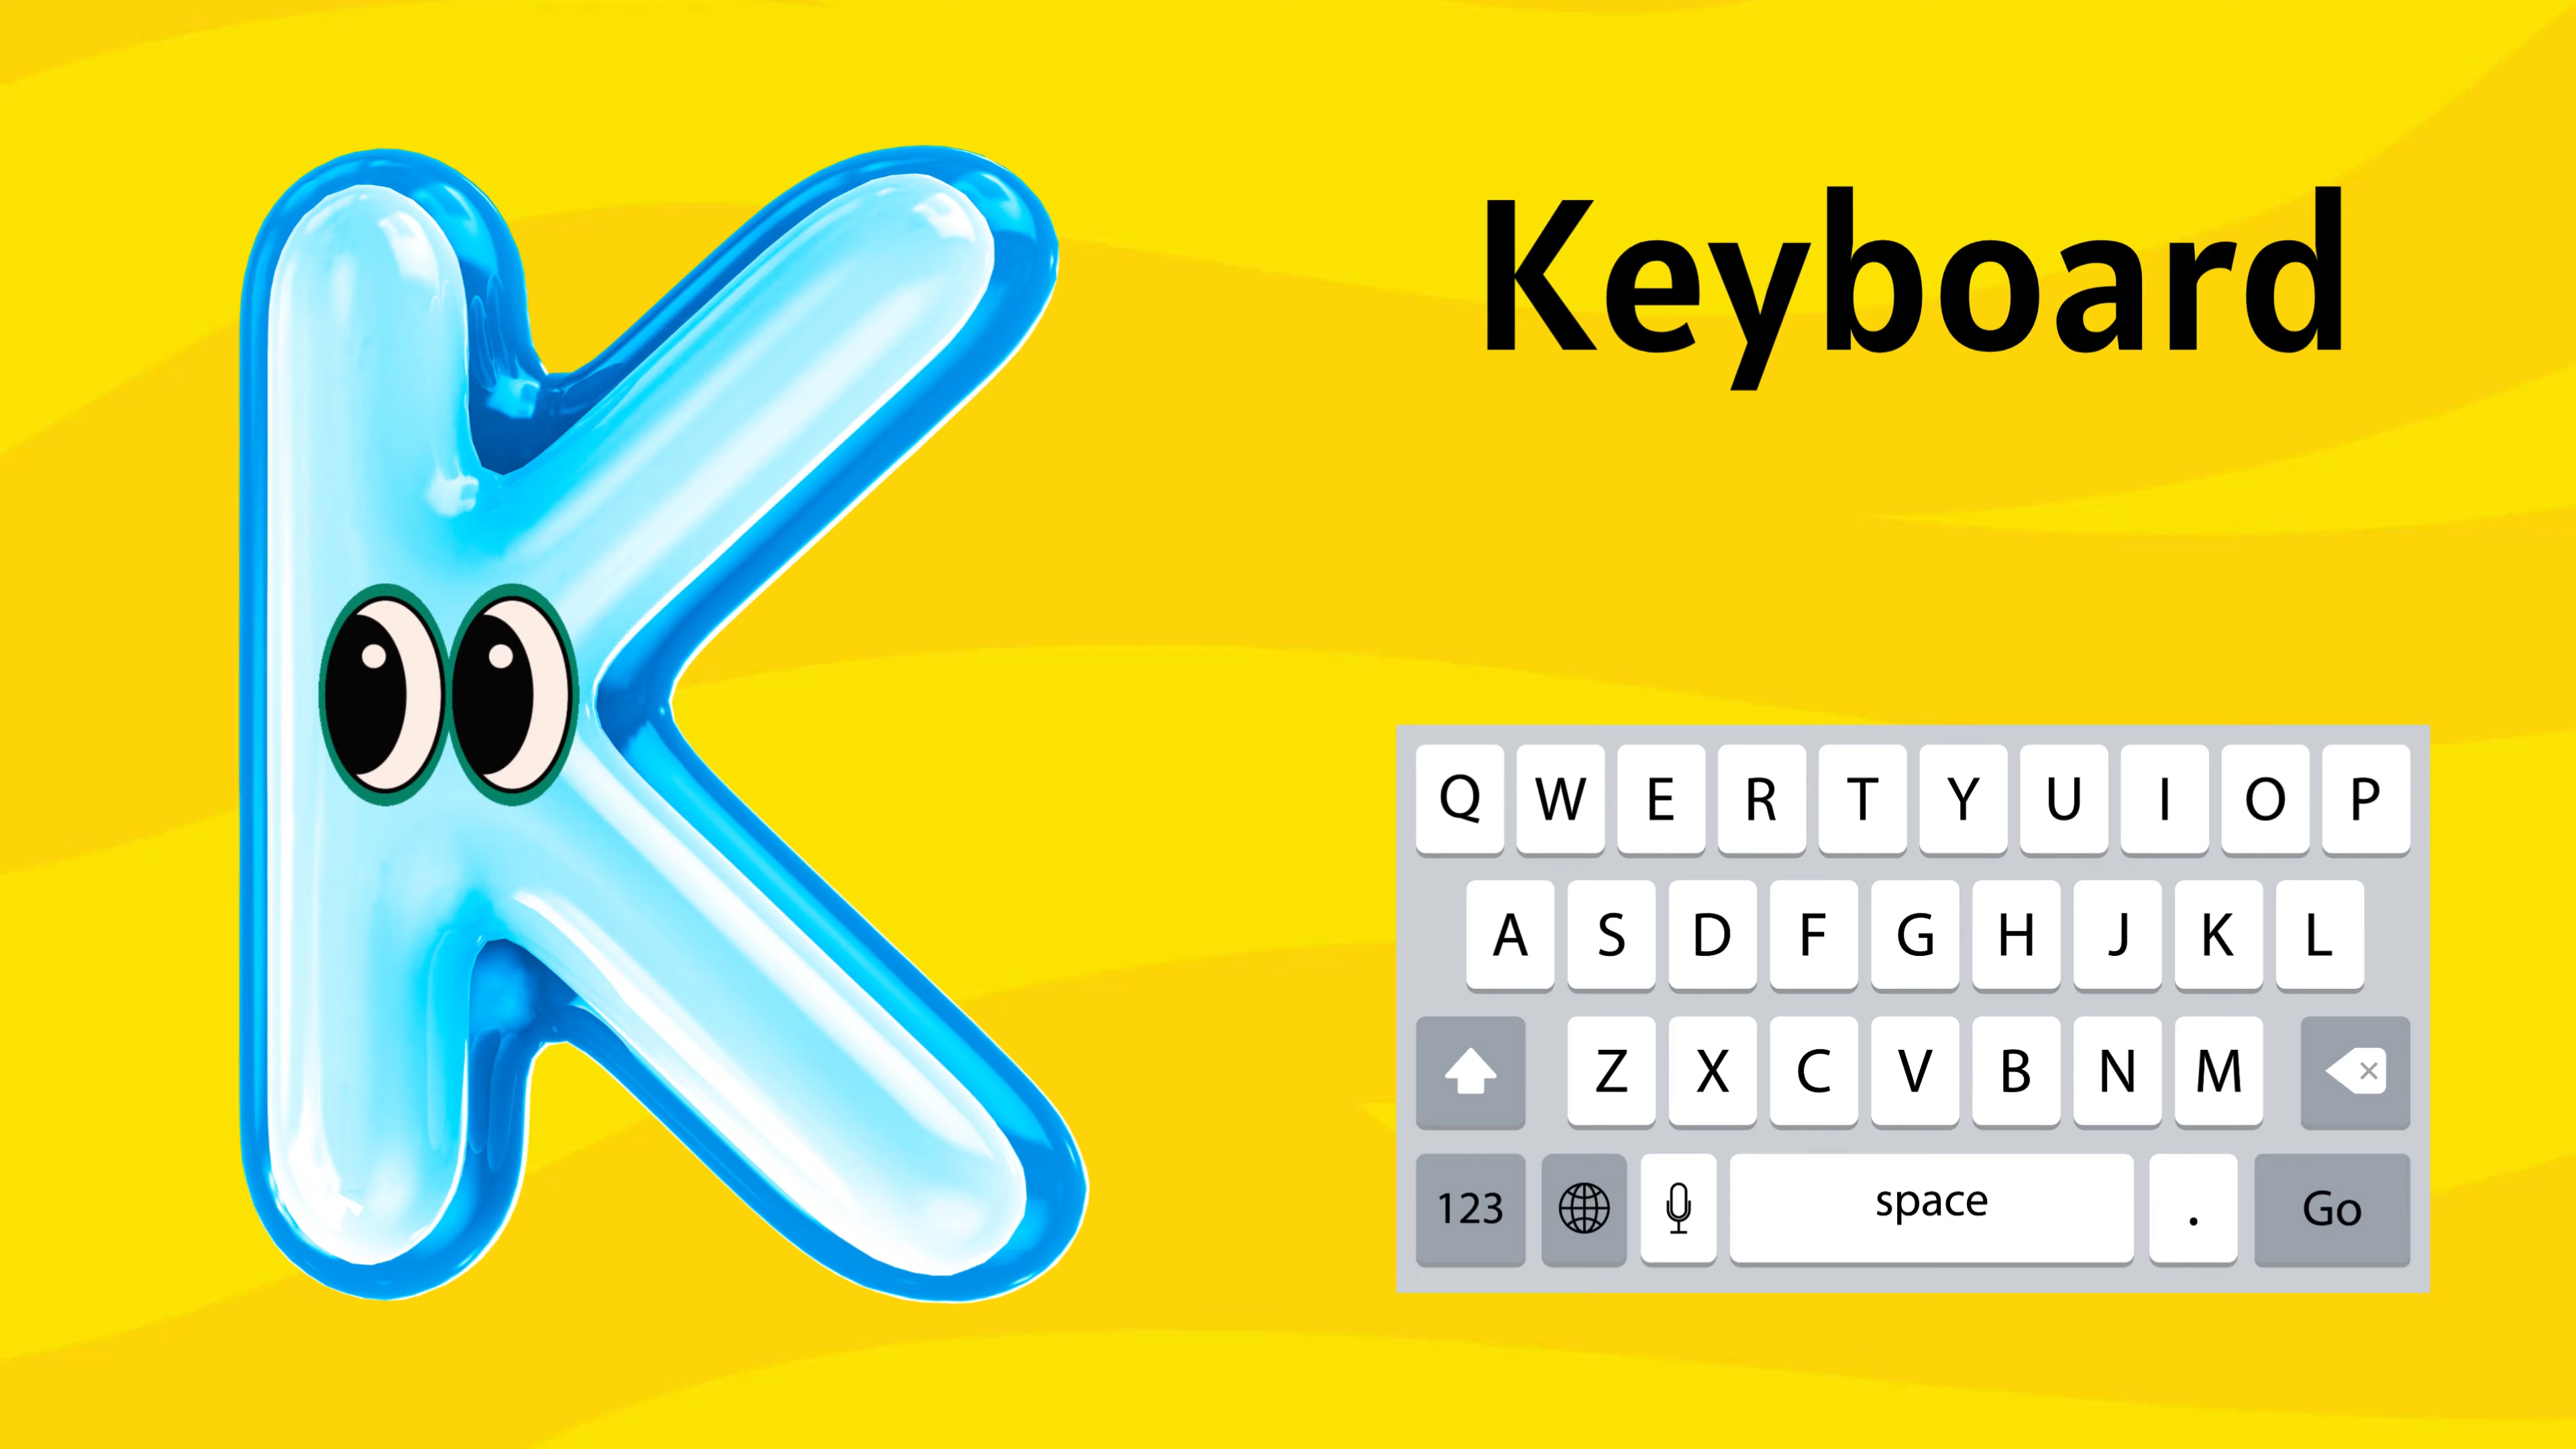 K
Keyboard
Q W E R T Y U I O P
A S D F G H J K L
Z X C V B N M
123 space . Go